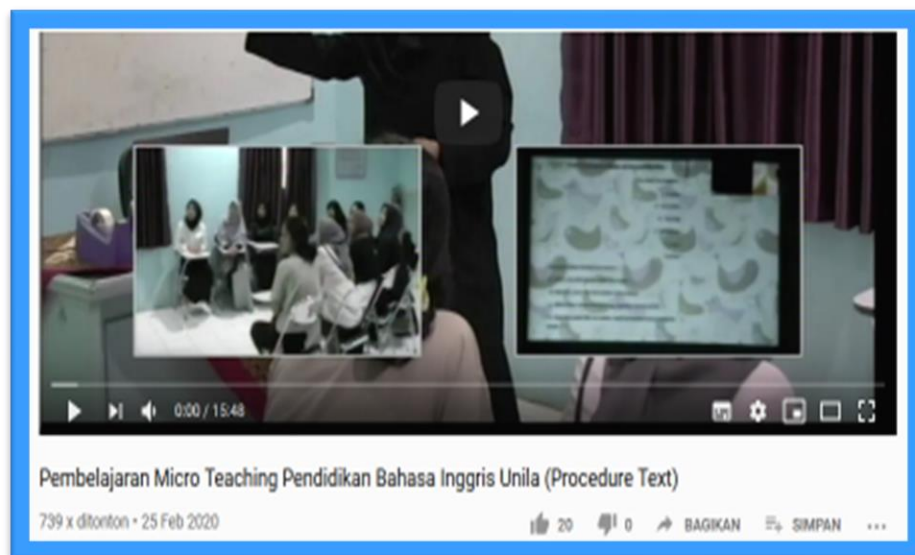 0:00 / 15:48
Pembelajaran Micro Teaching Pendidikan Bahasa Inggris Unila (Procedure Text)
739 x ditonton • 25 Feb 2020 20 0 BAGIKAN SIMPAN